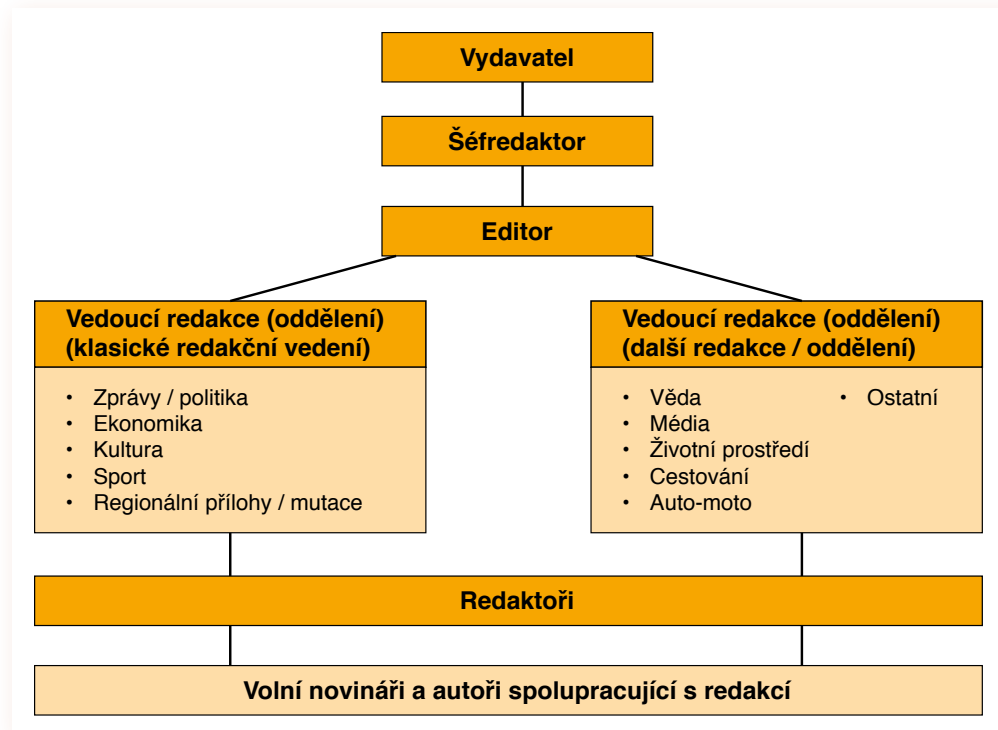 Vydavatel
Šéfredaktor
Editor
Vedoucí redakce (oddělení)
(klasické redakční vedení)
• Zprávy / politika
• Ekonomika
• Kultura
• Sport
• Regionální přílohy / mutace
Vedoucí redakce (oddělení)
(další redakce / oddělení)
• Věda
• Média
• Životní prostředí
• Cestování
• Auto-moto
• Ostatní
Redaktoři
Volní novináři a autoři spolupracující s redakcí